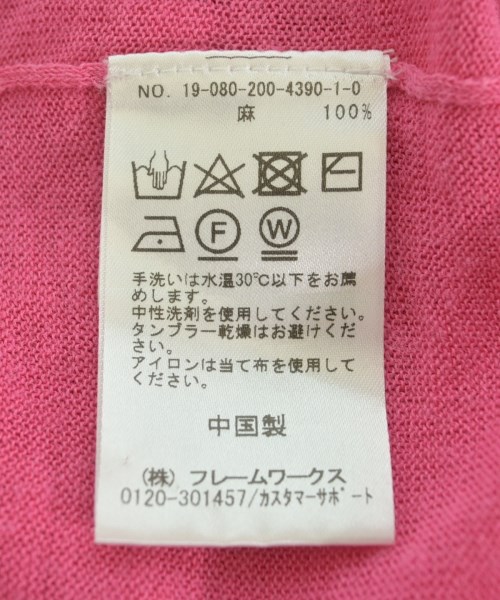 NO. 19-080-200-4390-1-0
麻 100%
F W
手洗いは水温30℃以下をお薦
めします。
中性洗剤を使用してください。
タンブラー乾燥はお避けくだ
さい。
アイロンは当て布を使用し
てください。
中国製
(株) フレームワークス
0120-301457/カスタマーサポート